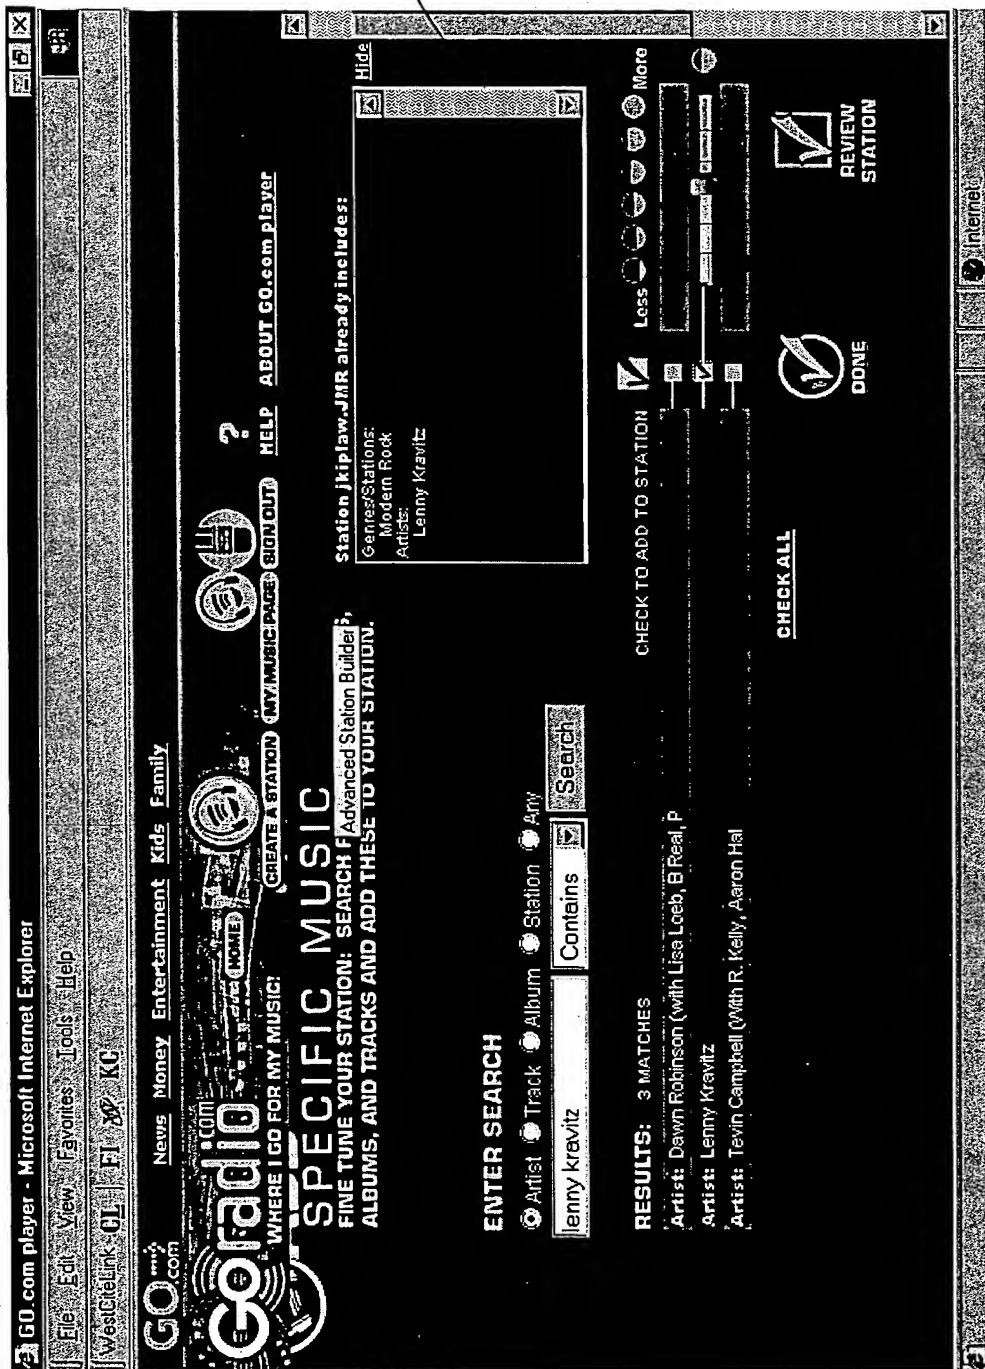 GO.com player - Microsoft Internet Explorer
File Edit View Favorites Tools Help
WestCiteLink CL FI KC
GO.com
News Money Entertainment Kids Family
Goradio.com
WHERE I GO FOR MY MUSIC!
HOME
CREATE A STATION MY MUSIC PAGE SIGN OUT HELP ABOUT GO.com player
?
SPECIFIC MUSIC
FINE TUNE YOUR STATION: SEARCH F
Advanced Station Builder
ALBUMS, AND TRACKS AND ADD THESE TO YOUR STATION.
Station jkiplaw.JMR already includes: Hide
Genres/Stations:
Modern Rock
Artists:
Lenny Kravitz
ENTER SEARCH
Artist Track Album Station Any
lenny kravitz Contains Search
RESULTS: 3 MATCHES CHECK TO ADD TO STATION Less More
Artist: Dawn Robinson (with Lisa Loeb, B Real, P
Artist: Lenny Kravitz
Artist: Tevin Campbell (With R. Kelly, Aaron Hal
CHECK ALL
DONE
REVIEW
STATION
Internet